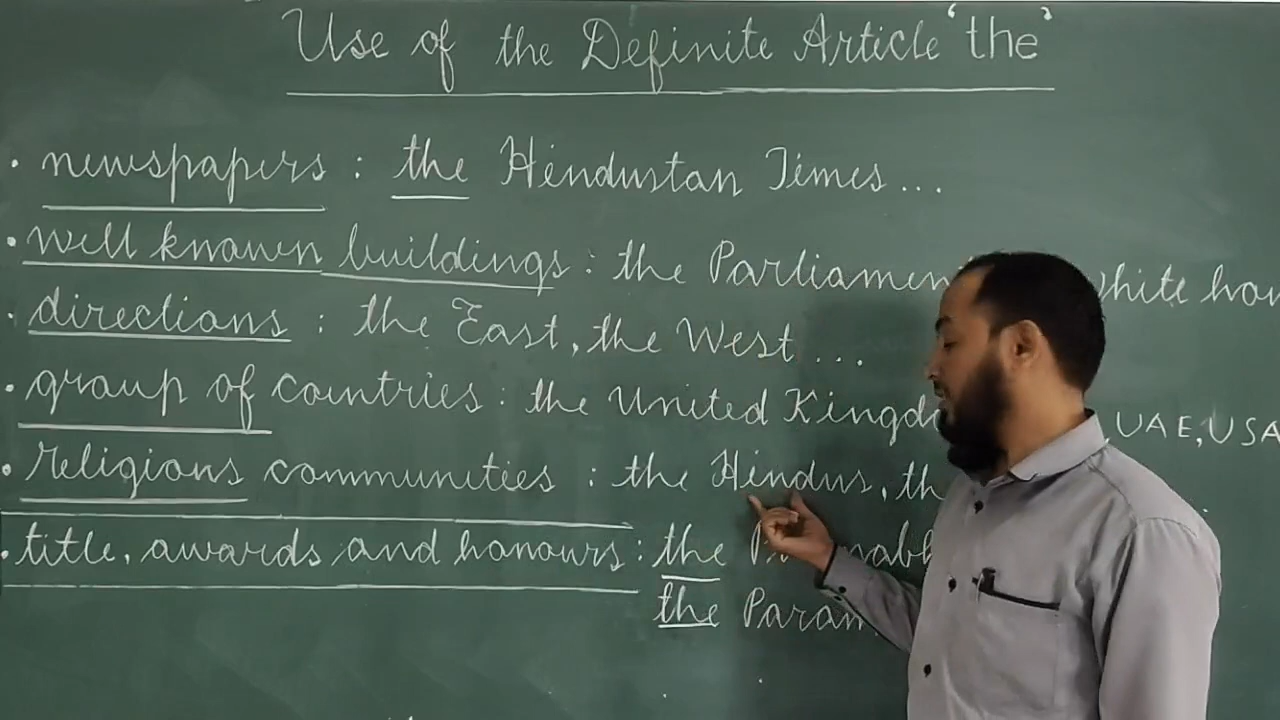 Use of the Definite Article 'the'
• newspapers : the Hindustan Times...
• well known buildings : the Parliamen white hou
• directions : the East, the West...
• group of countries : the United Kingdo , UAE, USA
• religions communities : the Hindus, th
• title, awards and honours : the
the Param